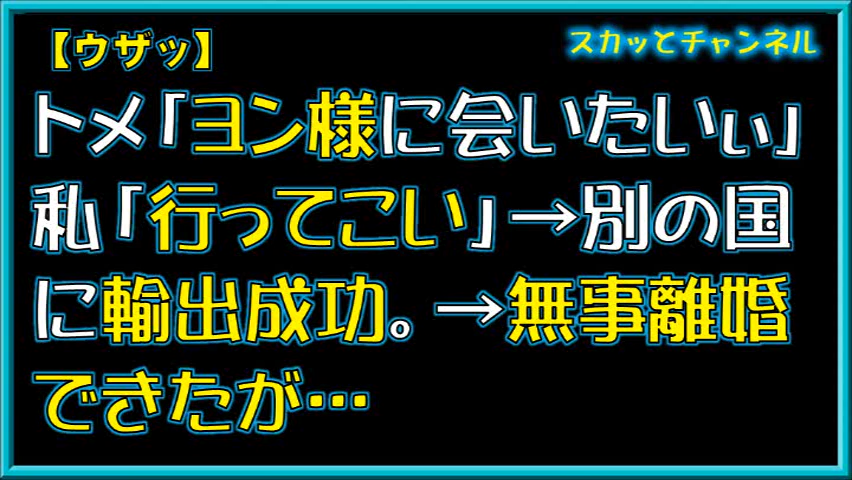 【ウザッ】
スカッとチャンネル
トメ「ヨン様に会いたいぃ」
私「行ってこい」→別の国
に輸出成功。→無事離婚
できたが…